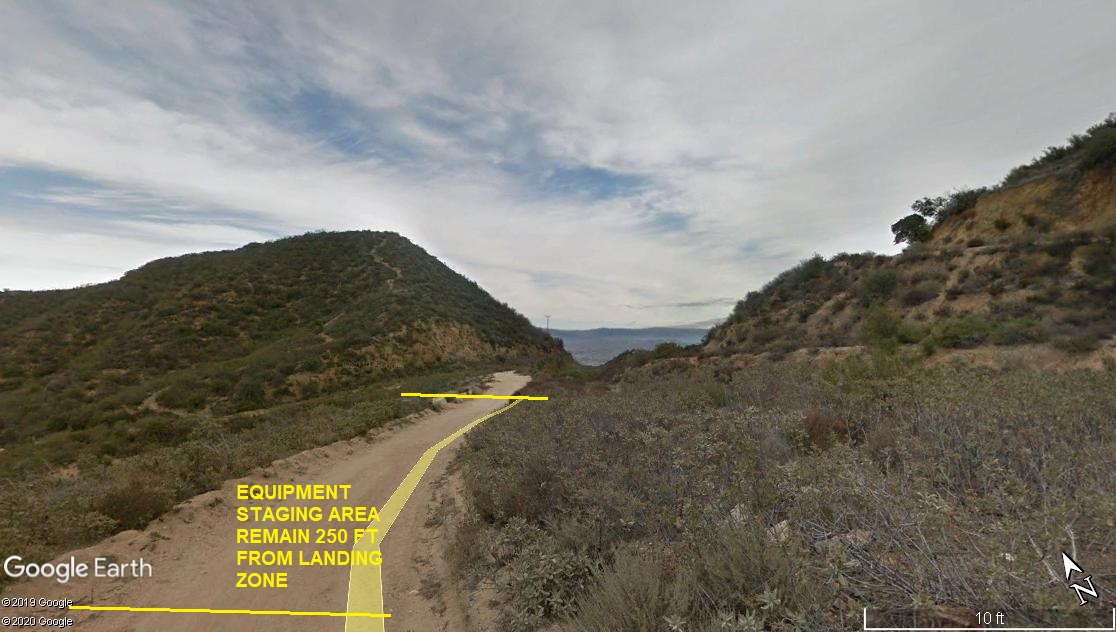 EQUIPMENT
STAGING AREA
REMAIN 250 FT
FROM LANDING
ZONE
Google Earth
©2019 Google
©2020 Google
N
10 ft